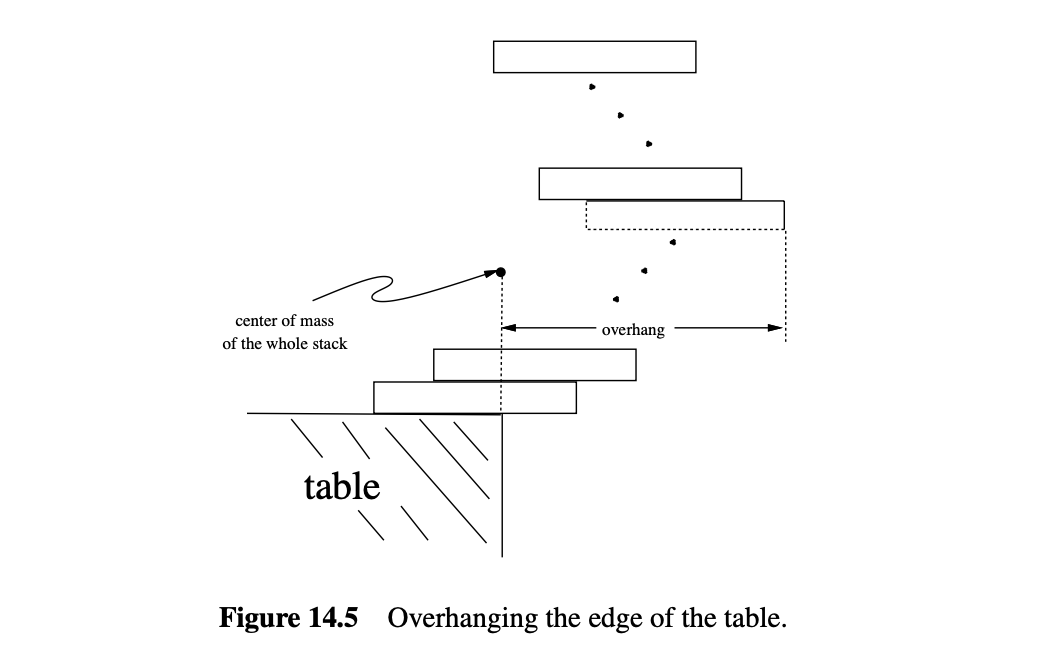 center of mass
of the whole stack
overhang
table
Figure 14.5 Overhanging the edge of the table.